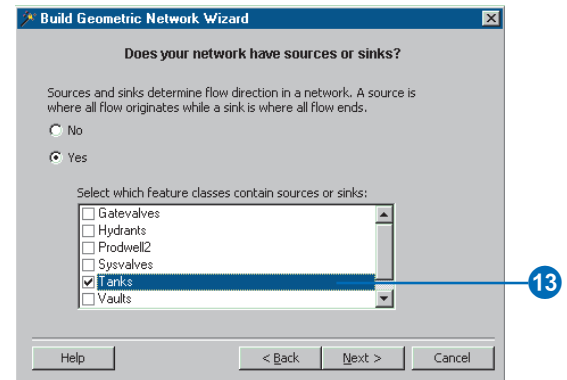 Build Geometric Network Wizard
Does your network have sources or sinks?
Sources and sinks determine flow direction in a network. A source is
where all flow originates while a sink is where all flow ends.
No
Yes
Select which feature classes contain sources or sinks:
Gatevalves
Hydrants
Prodwell2
Sysvalves
Tanks
13
Vaults
Help
< Back
Next >
Cancel